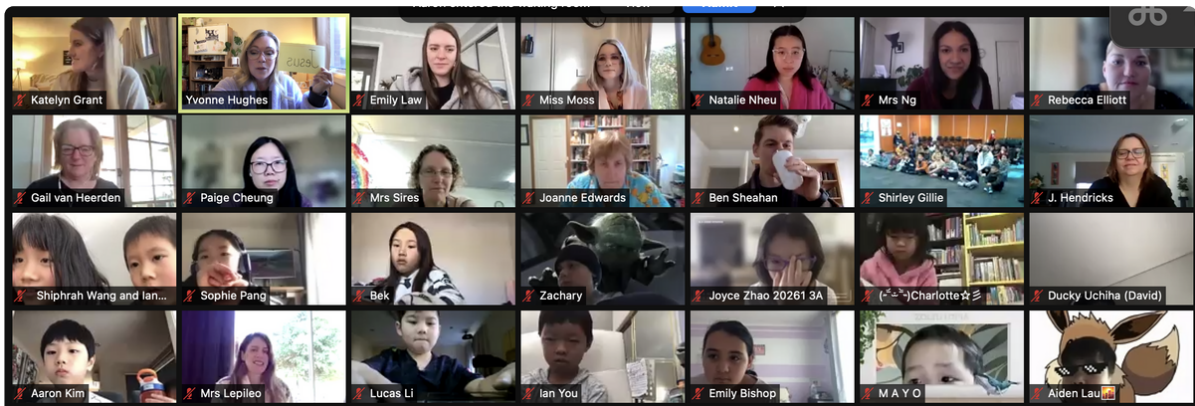 Katelyn Grant
Yvonne Hughes
Jesus
Emily Law
Miss Moss
Natalie Nheu
Mrs Ng
Rebecca Elliott
Gail van Heerden
Paige Cheung
Mrs Sires
Joanne Edwards
Ben Sheahan
Shirley Gillie
J. Hendricks
Shiphrah Wang and Ian...
Sophie Pang
Bek
Zachary
Joyce Zhao 20261 3A
Charlotte☆彡
Ducky Uchiha (David)
Aaron Kim
Mrs Lepileo
Lucas Li
Ian You
Emily Bishop
M A Y O
Aiden Lau